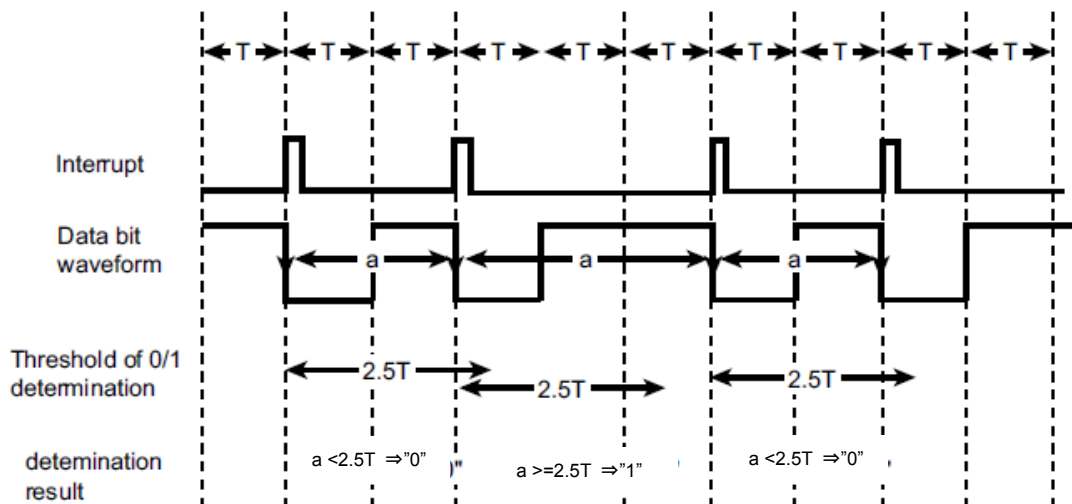 T T T T T T T T T T
Interrupt
Data bit
waveform
a a a
Threshold of 0/1
determination
2.5T 2.5T 2.5T
detemination
result
a <2.5T ⇒"0" a >=2.5T ⇒"1" a <2.5T ⇒"0"